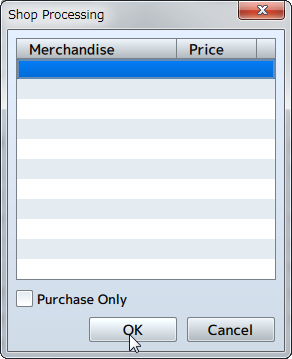 Shop Processing
Merchandise Price
Purchase Only
OK Cancel